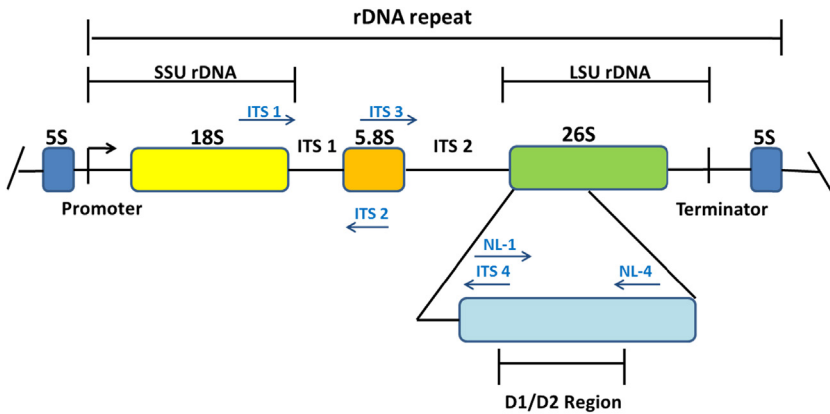 rDNA repeat
SSU rDNA
LSU rDNA
ITS 1
ITS 3
5S
18S
ITS 1
5.8S
ITS 2
26S
5S
Promoter
Terminator
ITS 2
NL-1
ITS 4
NL-4
D1/D2 Region